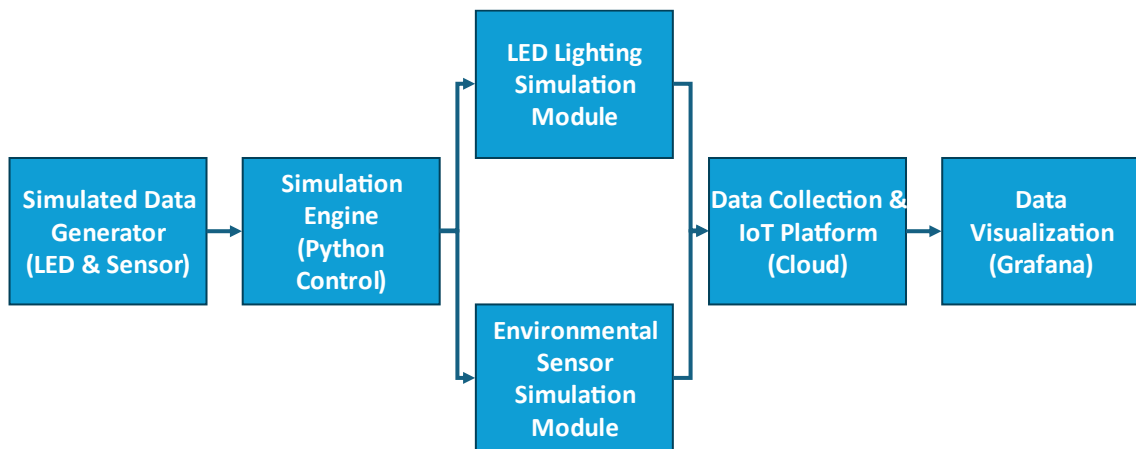 Simulated Data
Generator
(LED & Sensor)
Simulation
Engine
(Python
Control)
LED Lighting
Simulation
Module
Environmental
Sensor
Simulation
Module
Data Collection &
IoT Platform
(Cloud)
Data
Visualization
(Grafana)